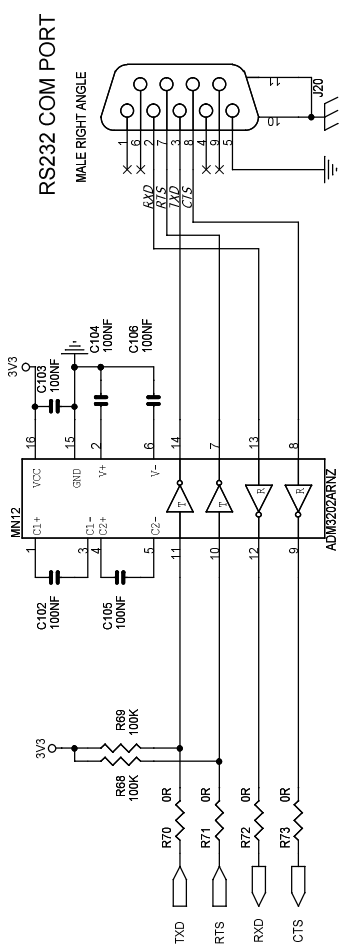 RS232 COM PORT
MALE RIGHT ANGLE
J20
11
10
1
6
2
7
3
8
4
9
5
RXD
RTS
TXD
CTS
3V3
C103
100NF
C104
100NF
C106
100NF
16
15
2
6
14
7
13
8
MN12
VCC
GND
V+
V-
C1+
C1-
C2+
C2-
T
T
R
R
ADM3202ARNZ
1
3
4
5
11
10
12
9
C102
100NF
C105
100NF
3V3
R69
100K
R68
100K
R70
0R
R71
0R
R72
0R
R73
0R
TXD
RTS
RXD
CTS